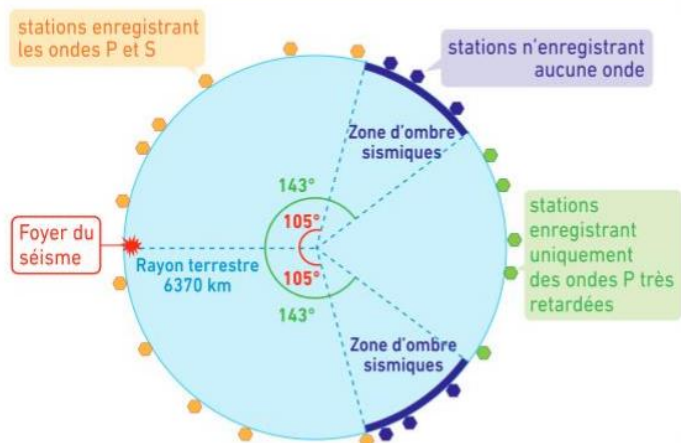 stations enregistrant
les ondes P et S
stations n'enregistrant
aucune onde
Zone d'ombre
sismiques
143°
105°
Foyer du
séisme
Rayon terrestre
6370 km
105°
143°
stations
enregistrant
uniquement
des ondes P très
retardées
Zone d'ombre
sismiques